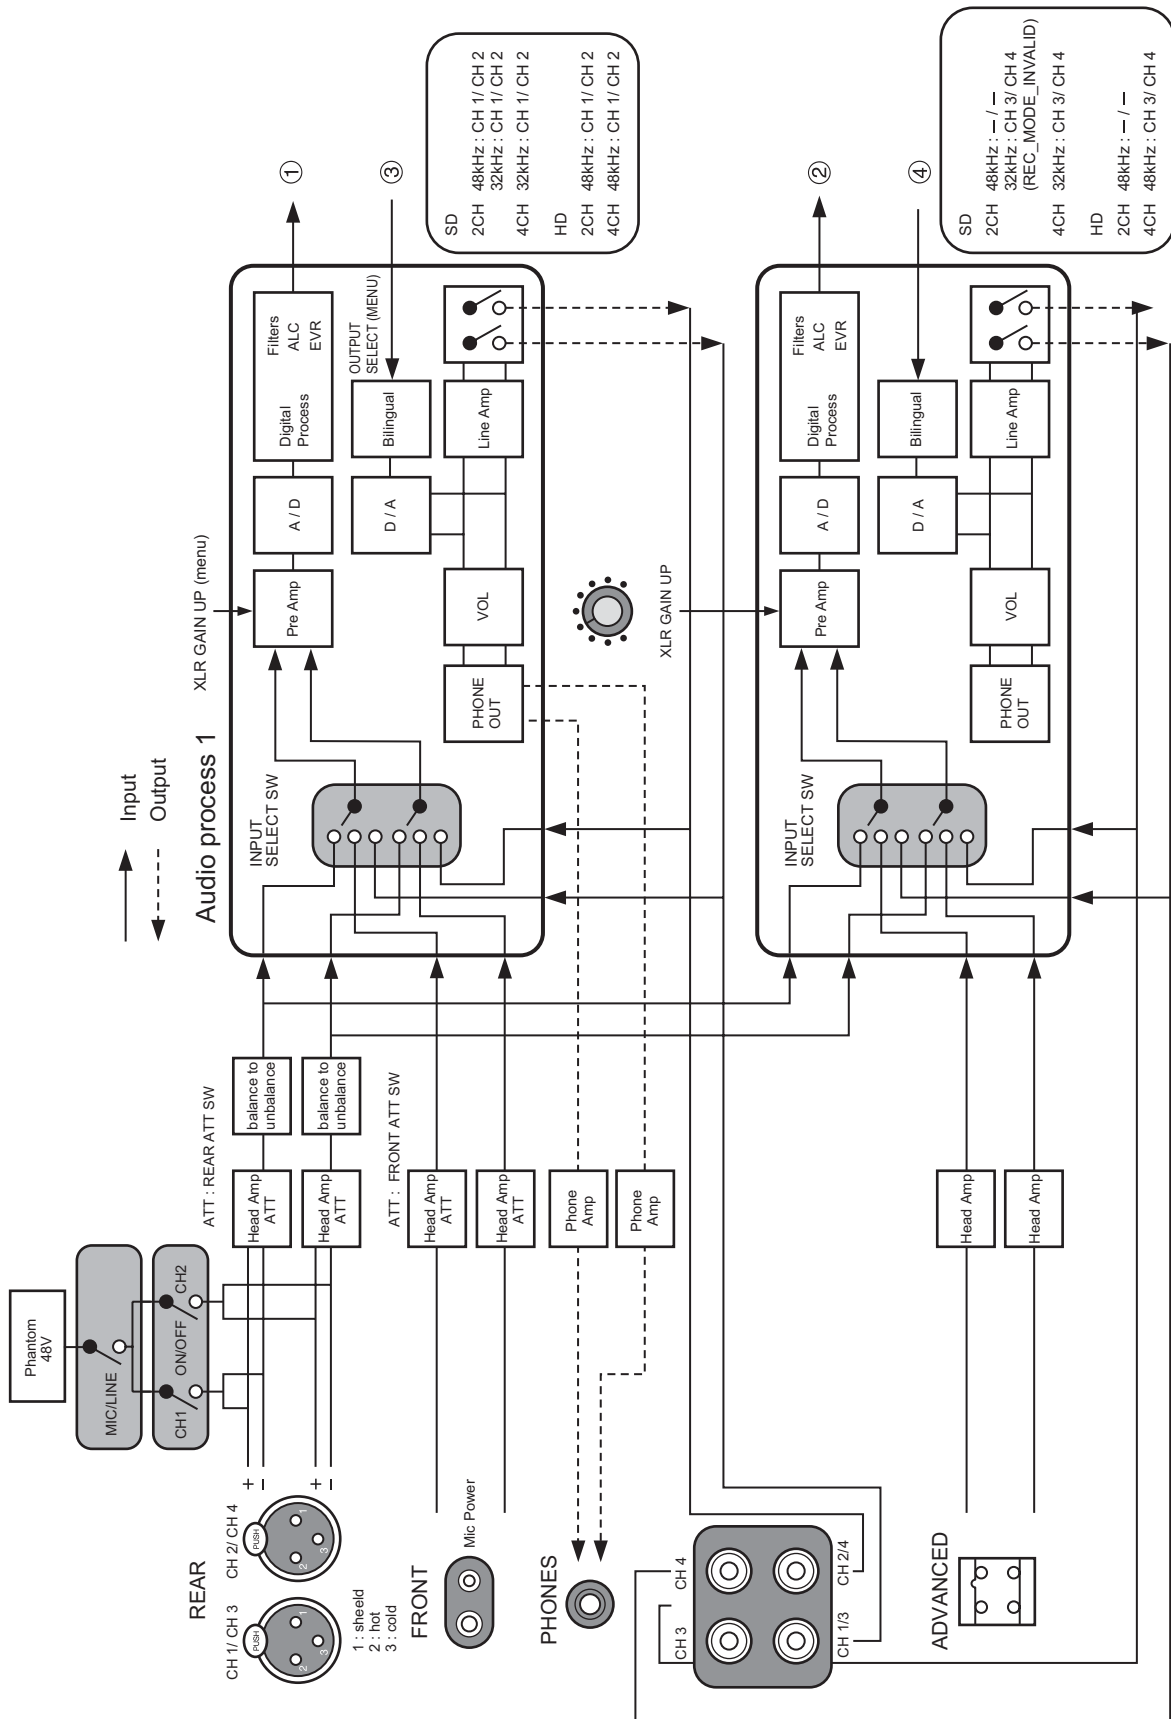 Phantom
48V
MIC/LINE
CH1
ON/OFF
CH2
REAR
CH 1/ CH 3
CH 2/ CH 4
PUSH
1
2
3
PUSH
1
2
3
1 : sheeld
2 : hot
3 : cold
+
−
+
−
ATT : REAR ATT SW
Head Amp
ATT
Head Amp
ATT
balance to
unbalance
balance to
unbalance
FRONT
Mic Power
ATT : FRONT ATT SW
Head Amp
ATT
Head Amp
ATT
PHONES
Phone
Amp
Phone
Amp
CH 3
CH 4
CH 1/3
CH 2/4
ADVANCED
Head Amp
Head Amp
Input
Output
Audio process 1
XLR GAIN UP (menu)
INPUT
SELECT SW
Pre Amp
A / D
Digital
Process
Filters
ALC
EVR
①
PHONE
OUT
VOL
D / A
Bilingual
OUTPUT
SELECT (MENU)
③
Line Amp
SD
2CH 48kHz : CH 1/ CH 2
32kHz : CH 1/ CH 2
4CH 32kHz : CH 1/ CH 2
HD
2CH 48kHz : CH 1/ CH 2
4CH 48kHz : CH 1/ CH 2
XLR GAIN UP
INPUT
SELECT SW
Pre Amp
A / D
Digital
Process
Filters
ALC
EVR
②
PHONE
OUT
VOL
D / A
Bilingual
④
Line Amp
SD
2CH 48kHz : — / —
32kHz : CH 3/ CH 4
(REC_MODE_INVALID)
4CH 32kHz : CH 3/ CH 4
HD
2CH 48kHz : — / —
4CH 48kHz : CH 3/ CH 4